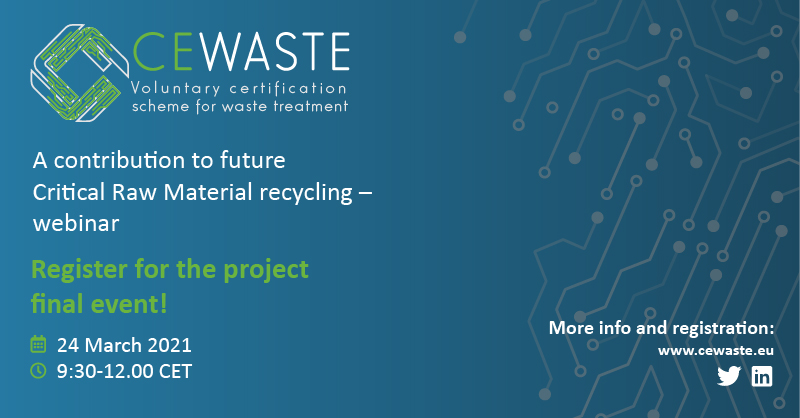 CEWASTE
Voluntary certification
scheme for waste treatment
A contribution to future
Critical Raw Material recycling –
webinar
Register for the project
final event!
24 March 2021
9:30-12.00 CET
More info and registration:
www.cewaste.eu
in